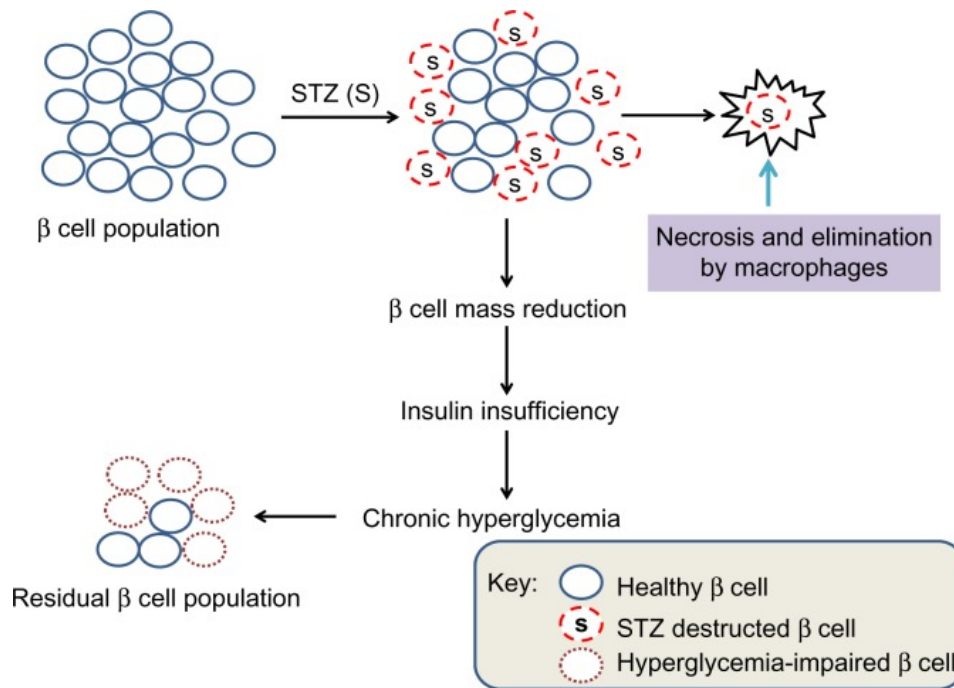 STZ (S)
s
s
s
s
s
s
s
s
s
β cell population
Necrosis and elimination
by macrophages
β cell mass reduction
Insulin insufficiency
Chronic hyperglycemia
Residual β cell population
Key:
Healthy β cell
s
STZ destructed β cell
Hyperglycemia-impaired β cell